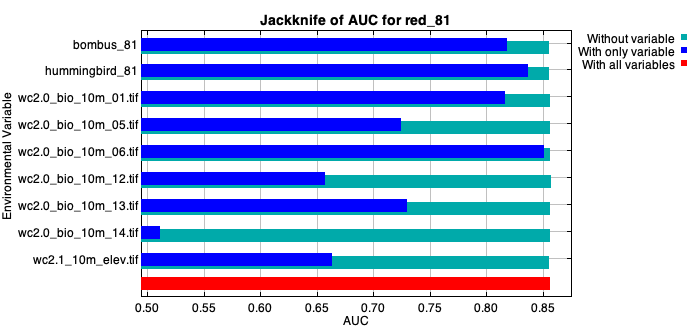 Jackknife of AUC for red_81
Without variable
With only variable
With all variables
Environmental Variable
bombus_81
hummingbird_81
wc2.0_bio_10m_01.tif
wc2.0_bio_10m_05.tif
wc2.0_bio_10m_06.tif
wc2.0_bio_10m_12.tif
wc2.0_bio_10m_13.tif
wc2.0_bio_10m_14.tif
wc2.1_10m_elev.tif
0.50 0.55 0.60 0.65 0.70 0.75 0.80 0.85
AUC